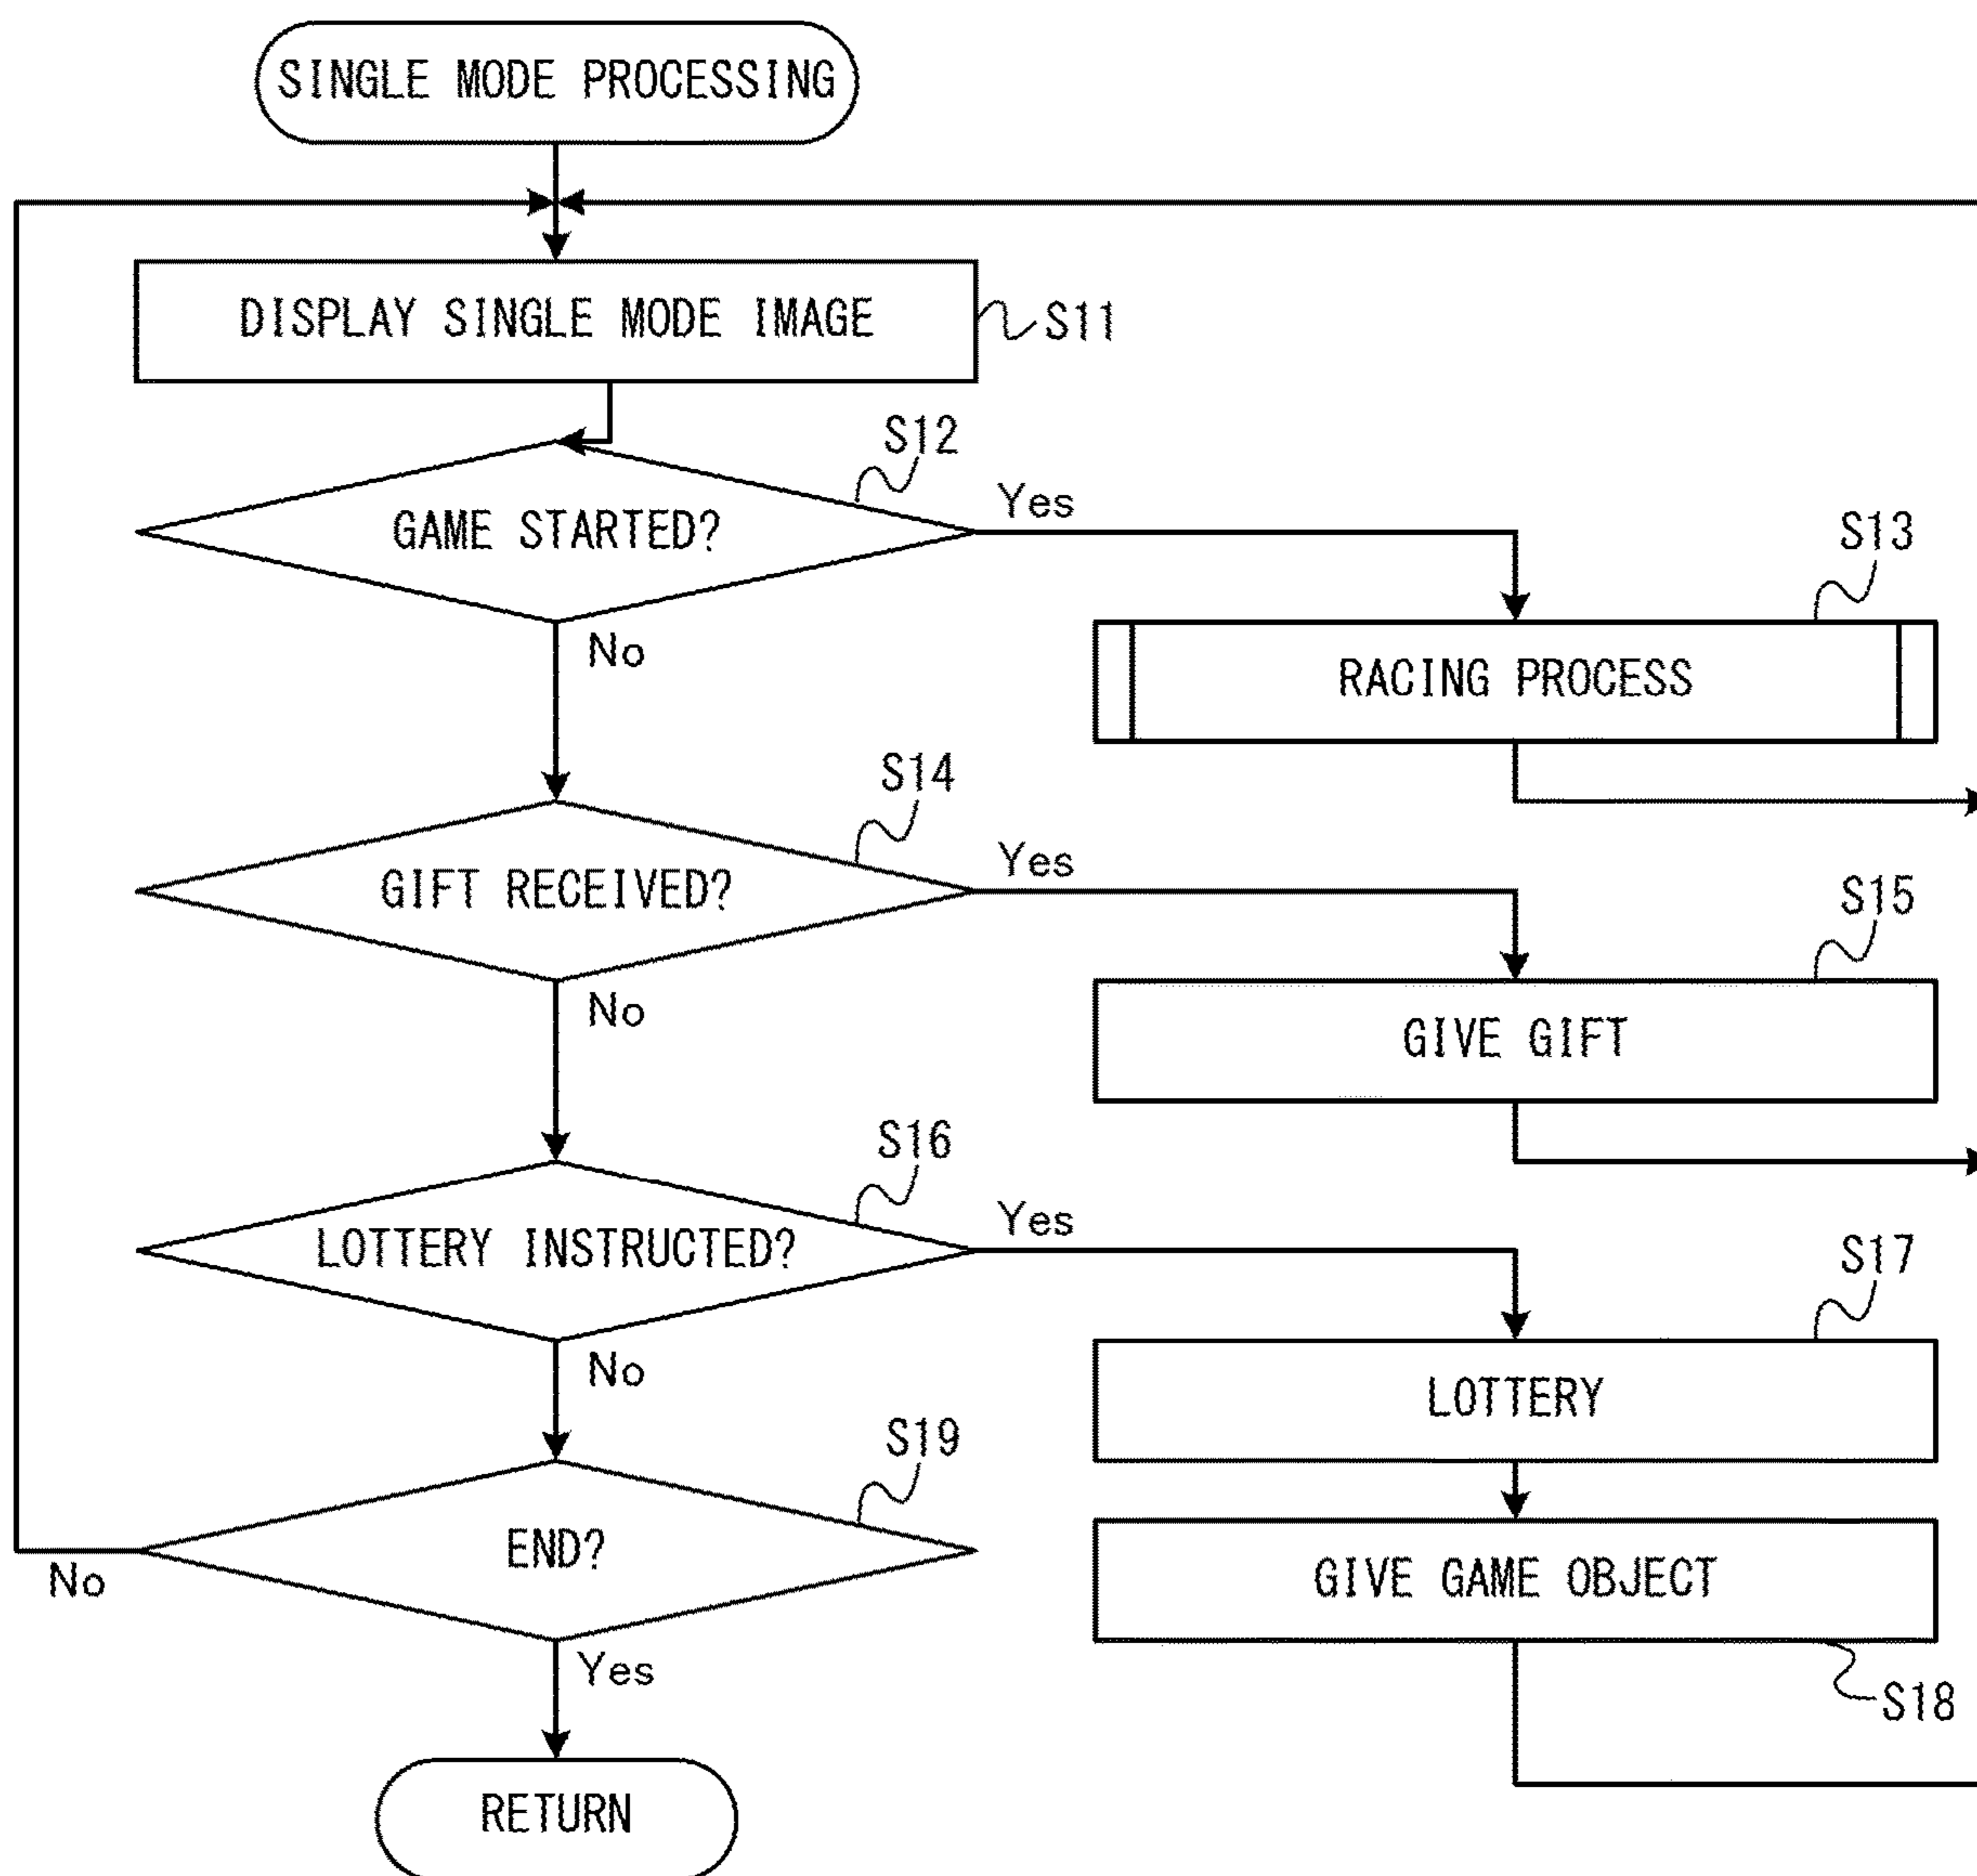 SINGLE MODE PROCESSING
DISPLAY SINGLE MODE IMAGE
S11
S12
GAME STARTED?
Yes
No
S13
RACING PROCESS
S14
GIFT RECEIVED?
Yes
No
S15
GIVE GIFT
S16
LOTTERY INSTRUCTED?
Yes
No
S17
LOTTERY
GIVE GAME OBJECT
S18
S19
END?
No
Yes
RETURN